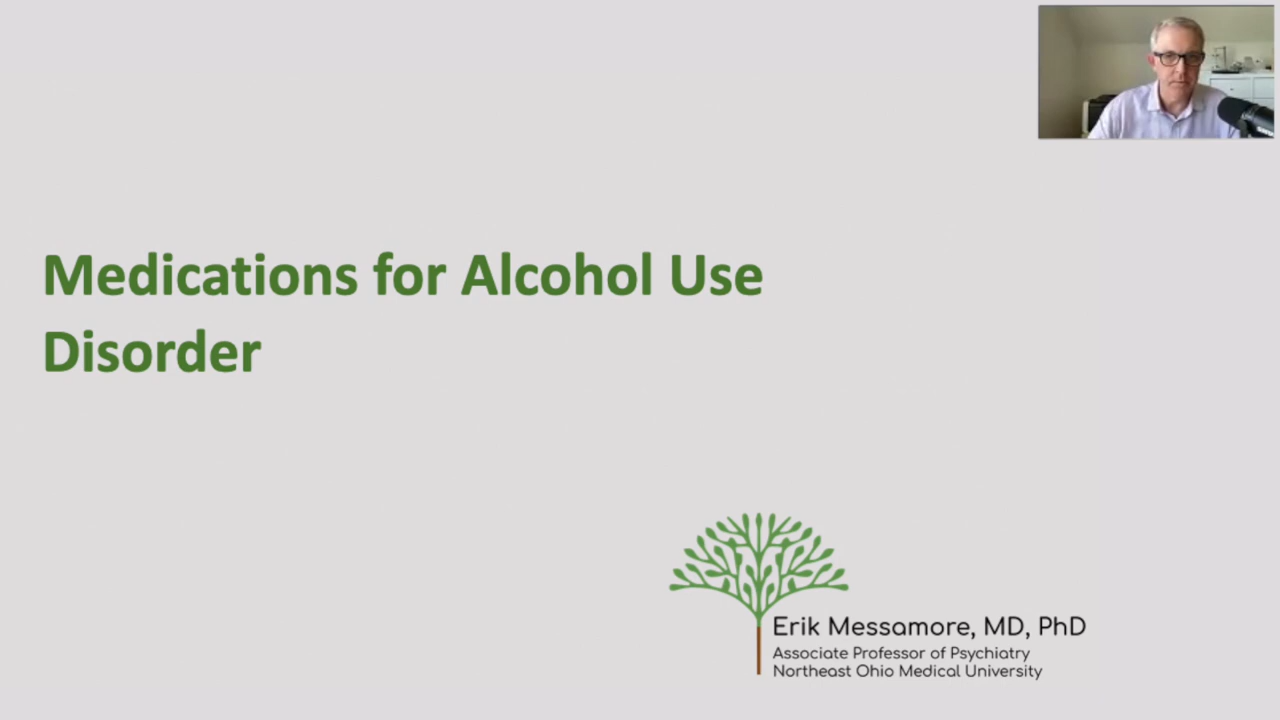 Medications for Alcohol Use
Disorder
Erik Messamore, MD, PhD
Associate Professor of Psychiatry
Northeast Ohio Medical University